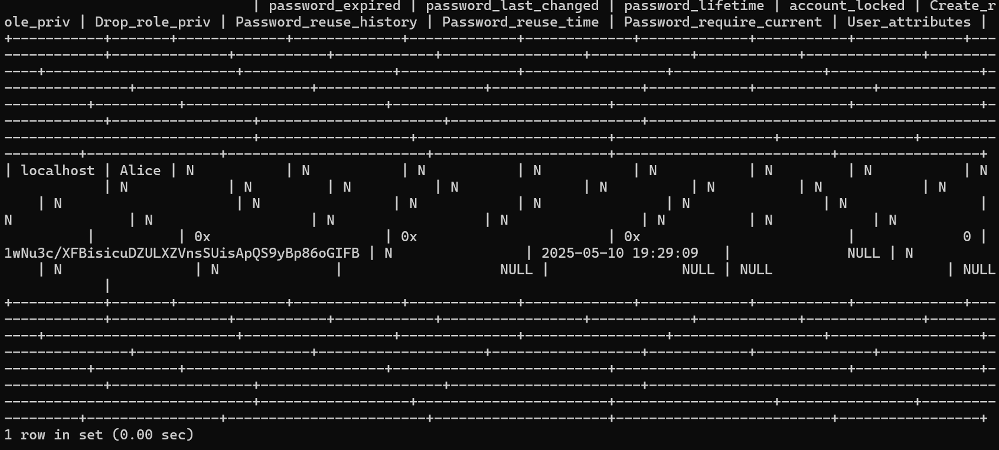 | password_expired | password_last_changed | password_lifetime | account_locked | Create_r
ole_priv | Drop_role_priv | Password_reuse_history | Password_reuse_time | Password_require_current | User_attributes |
+-----------+-------+-------------+-------------+-------------+-------------+-------------+-----------+-------------+---
------------+--------------+-----------+------------+-----------------+------------+------------+--------------+--------
----+-----------------------+------------------+--------------+-----------------+------------------+------------------+-
---------------+---------------------+--------------------+------------------+------------+--------------+--------------
----------+----------+------------------------+--------------------------+----------------------------+---------------+-
------------+-----------------+----------------------+-----------------------+------------------------------------------
------------------------------+------------------+-----------------------+-------------------+----------------+---------
---------+----------------+------------------------+---------------------+--------------------------+-----------------+
| localhost | Alice | N           | N           | N           | N           | N           | N         | N           | N
            | N            | N         | N          | N               | N          | N          | N            | N
    | N                     | N                | N            | N               | N                | N                |
N              | N                   | N                  | N                | N          | N            | N
          |          | 0x                     | 0x                       | 0x                         |             0 |
1wNu3c/XFBisicuDZULXZVnsSUisApQS9yBp86oGIFB | N                | 2025-05-10 19:29:09   |              NULL | N
    | N                | N              |                   NULL |                NULL | NULL                     | NULL
            |
+-----------+-------+-------------+-------------+-------------+-------------+-------------+-----------+-------------+---
------------+--------------+-----------+------------+-----------------+------------+------------+--------------+--------
----+-----------------------+------------------+--------------+-----------------+------------------+------------------+-
---------------+---------------------+--------------------+------------------+------------+--------------+--------------
----------+----------+------------------------+--------------------------+----------------------------+---------------+-
------------+-----------------+----------------------+-----------------------+------------------------------------------
------------------------------+------------------+-----------------------+-------------------+----------------+---------
---------+----------------+------------------------+---------------------+--------------------------+-----------------+
1 row in set (0.00 sec)